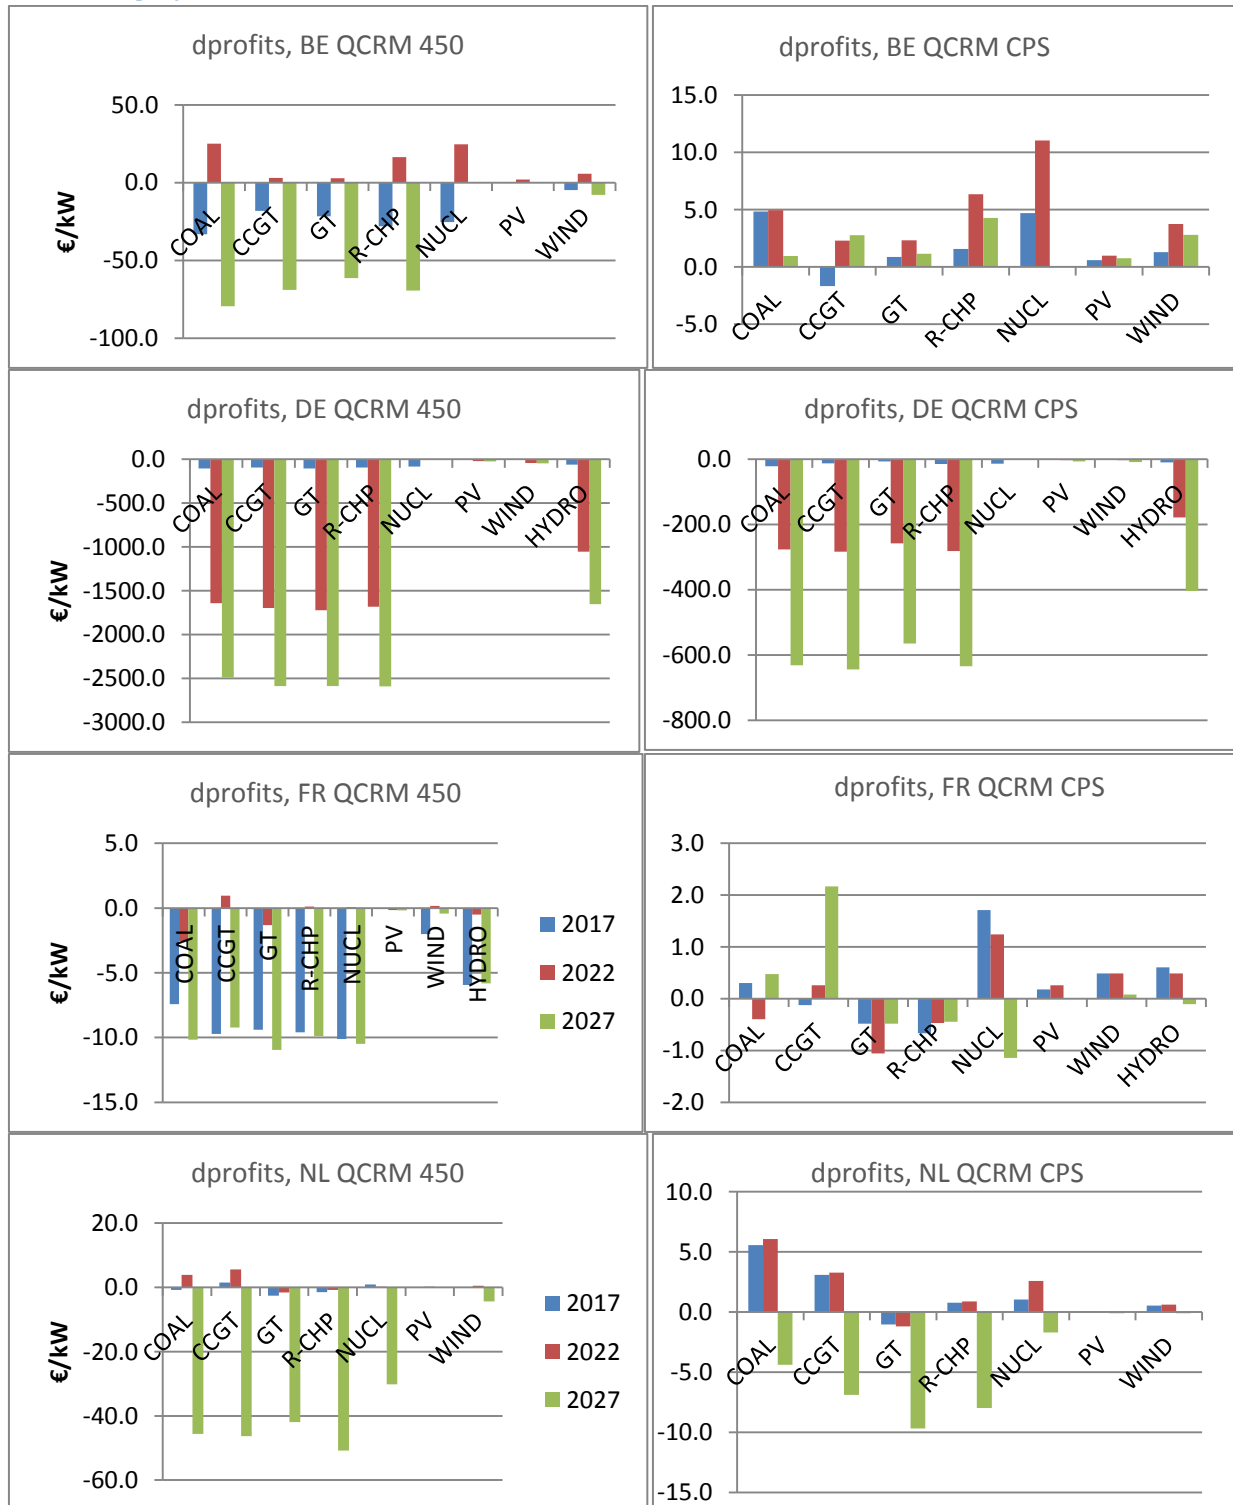 dprofits, BE QCRM 450
€/kW
50.0
0.0
-50.0
-100.0
COAL
CCGT
GT
R-CHP
NUCL
PV
WIND
dprofits, BE QCRM CPS
15.0
10.0
5.0
0.0
-5.0
COAL
CCGT
GT
R-CHP
NUCL
PV
WIND
dprofits, DE QCRM 450
€/kW
0.0
-500.0
-1000.0
-1500.0
-2000.0
-2500.0
-3000.0
COAL
CCGT
GT
R-CHP
NUCL
PV
WIND
HYDRO
dprofits, DE QCRM CPS
0.0
-200.0
-400.0
-600.0
-800.0
COAL
CCGT
GT
R-CHP
NUCL
PV
WIND
HYDRO
dprofits, FR QCRM 450
€/kW
5.0
0.0
-5.0
-10.0
-15.0
COAL
CCGT
GT
R-CHP
NUCL
PV
WIND
HYDRO
2017
2022
2027
dprofits, FR QCRM CPS
3.0
2.0
1.0
0.0
-1.0
-2.0
COAL
CCGT
GT
R-CHP
NUCL
PV
WIND
HYDRO
dprofits, NL QCRM 450
€/kW
20.0
0.0
-20.0
-40.0
-60.0
COAL
CCGT
GT
R-CHP
NUCL
PV
WIND
2017
2022
2027
dprofits, NL QCRM CPS
10.0
5.0
0.0
-5.0
-10.0
-15.0
COAL
CCGT
GT
R-CHP
NUCL
PV
WIND